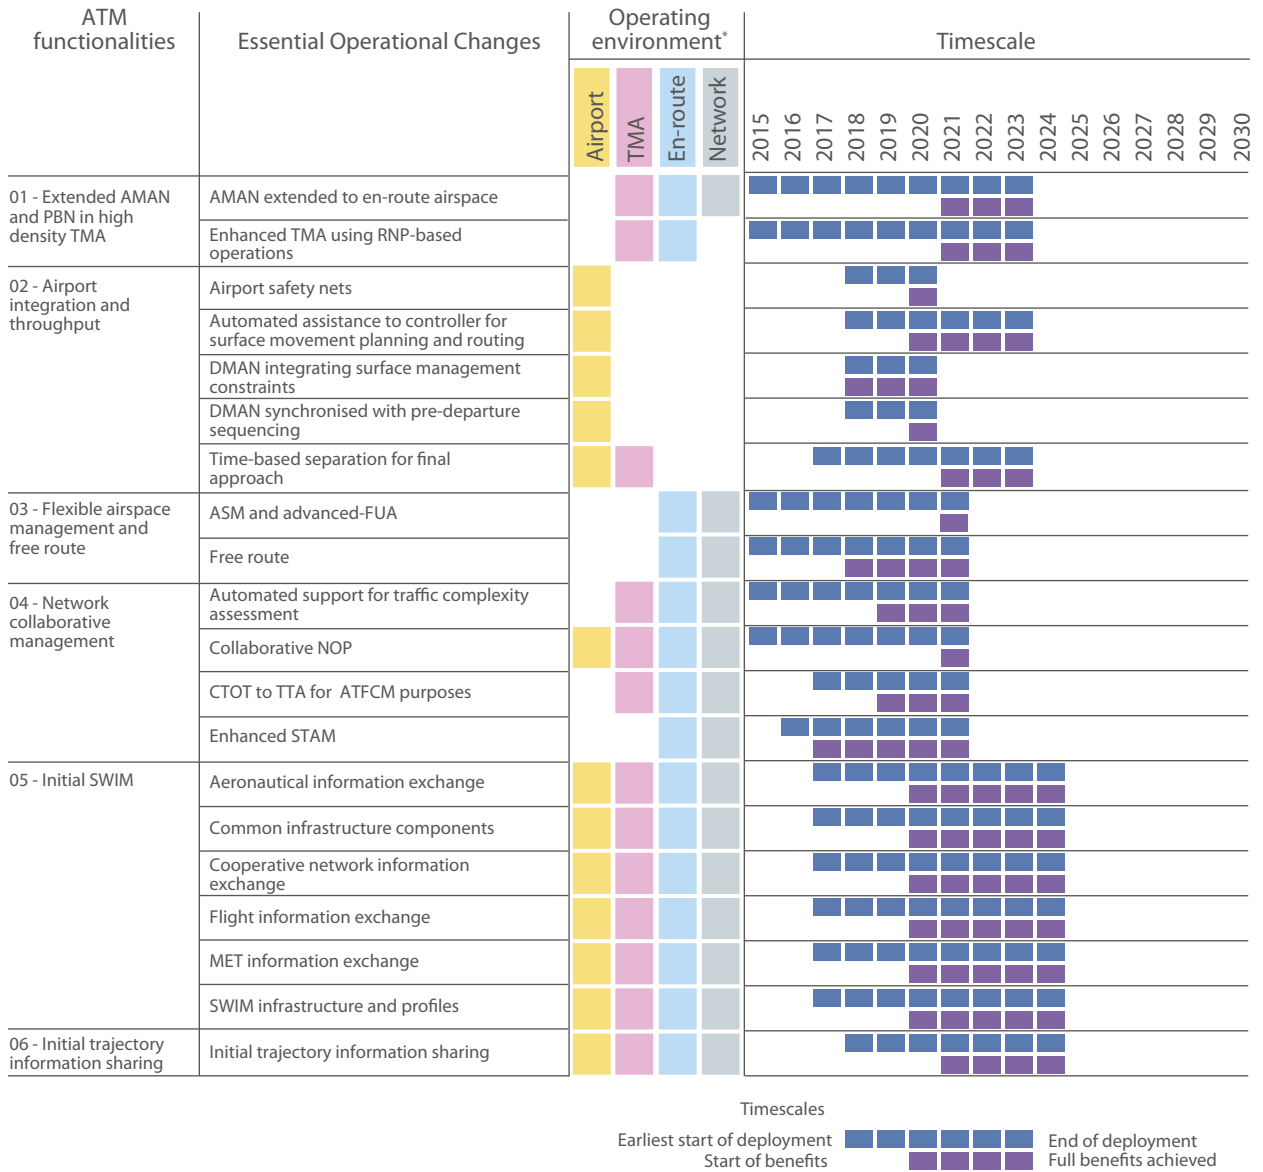 ATM
functionalities
Essential Operational Changes
Operating
environment*
Timescale
Airport
TMA
En-route
Network
2015
2016
2017
2018
2019
2020
2021
2022
2023
2024
2025
2026
2027
2028
2029
2030
01 - Extended AMAN
and PBN in high
density TMA
AMAN extended to en-route airspace
Enhanced TMA using RNP-based
operations
02 - Airport
integration and
throughput
Airport safety nets
Automated assistance to controller for
surface movement planning and routing
DMAN integrating surface management
constraints
DMAN synchronised with pre-departure
sequencing
Time-based separation for final
approach
03 - Flexible airspace
management and
free route
ASM and advanced-FUA
Free route
04 - Network
collaborative
management
Automated support for traffic complexity
assessment
Collaborative NOP
CTOT to TTA for ATFCM purposes
Enhanced STAM
05 - Initial SWIM
Aeronautical information exchange
Common infrastructure components
Cooperative network information
exchange
Flight information exchange
MET information exchange
SWIM infrastructure and profiles
06 - Initial trajectory
information sharing
Initial trajectory information sharing
Timescales
Earliest start of deployment
End of deployment
Start of benefits
Full benefits achieved